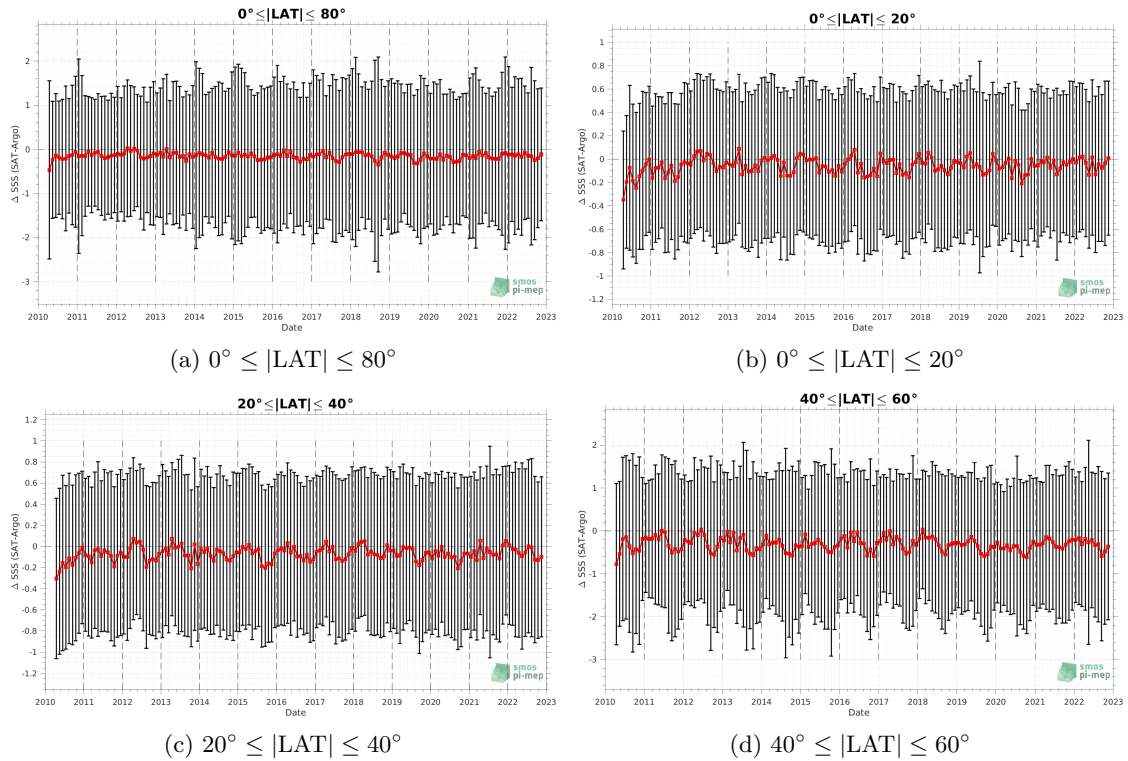 0°≤|LAT|≤ 80°
Δ SSS (SAT-Argo)
2
1
0
-1
-2
-3
2010 2011 2012 2013 2014 2015 2016 2017 2018 2019 2020 2021 2022 2023
Date
smos
pi-mep
(a) 0° ≤ |LAT| ≤ 80°
0°≤|LAT|≤ 20°
Δ SSS (SAT-Argo)
1
0.8
0.6
0.4
0.2
0
-0.2
-0.4
-0.6
-0.8
-1
-1.2
2010 2011 2012 2013 2014 2015 2016 2017 2018 2019 2020 2021 2022 2023
Date
smos
pi-mep
(b) 0° ≤ |LAT| ≤ 20°
20°≤|LAT|≤ 40°
Δ SSS (SAT-Argo)
1.2
1
0.8
0.6
0.4
0.2
0
-0.2
-0.4
-0.6
-0.8
-1
-1.2
2010 2011 2012 2013 2014 2015 2016 2017 2018 2019 2020 2021 2022 2023
Date
smos
pi-mep
(c) 20° ≤ |LAT| ≤ 40°
40°≤|LAT|≤ 60°
Δ SSS (SAT-Argo)
2
1
0
-1
-2
-3
2010 2011 2012 2013 2014 2015 2016 2017 2018 2019 2020 2021 2022 2023
Date
smos
pi-mep
(d) 40° ≤ |LAT| ≤ 60°